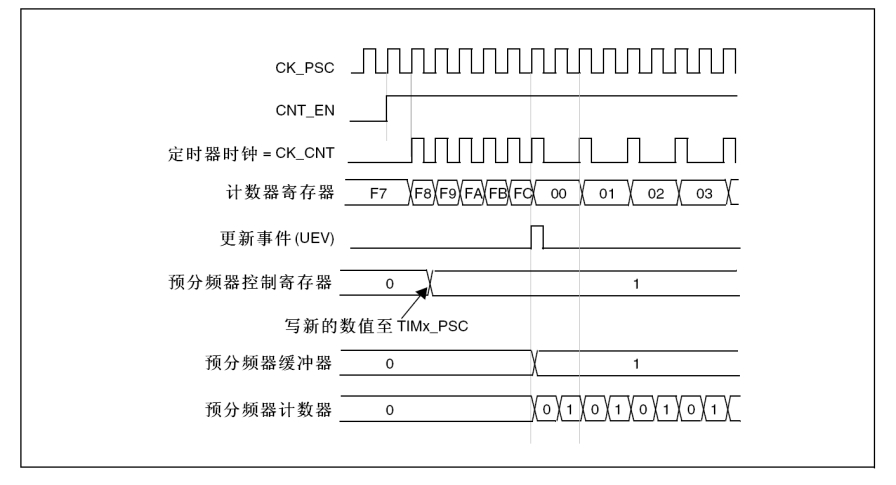 CK_PSC
CNT_EN
定时器时钟 = CK_CNT
计数器寄存器 F7 F8 F9 FA FB FC 00 01 02 03
更新事件(UEV)
预分频器控制寄存器 0 1
写新的数值至 TIMx_PSC
预分频器缓冲器 0 1
预分频器计数器 0 0 1 0 1 0 1 0 1